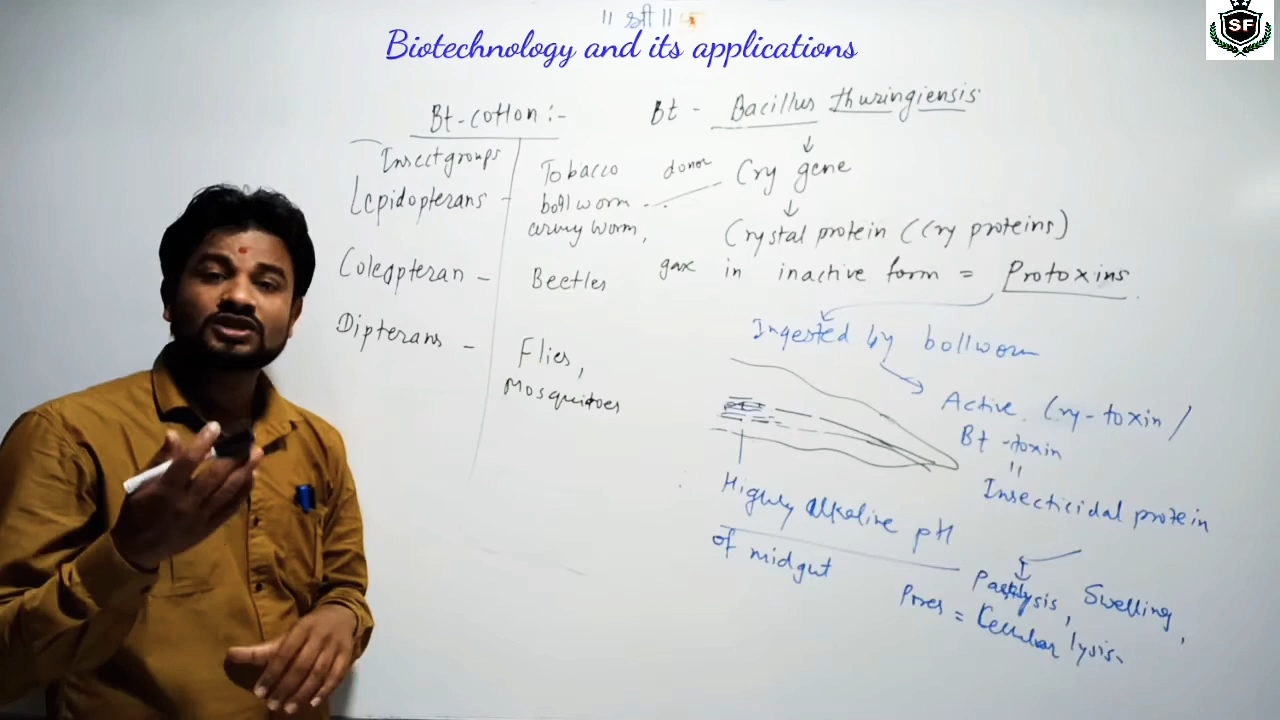 || श्री ||
Biotechnology and its applications
SF
Bt-cotton :-
Insect groups
Lepidopterans -
Tobacco
bollworm
army worm,
Coleopteran -
Beetles
Dipterans -
Flies,
Mosquitoes
Bt - Bacillus thuringiensis
↓
donor Cry gene
↓
Crystal protein (Cry proteins)
in inactive form = Protoxins
Ingested by bollworm
Active Cry-toxin /
Bt-toxin
"
Insecticidal protein
Highly Alkaline pH
of midgut
↓
Swelling,
Pores = Cellular lysis.